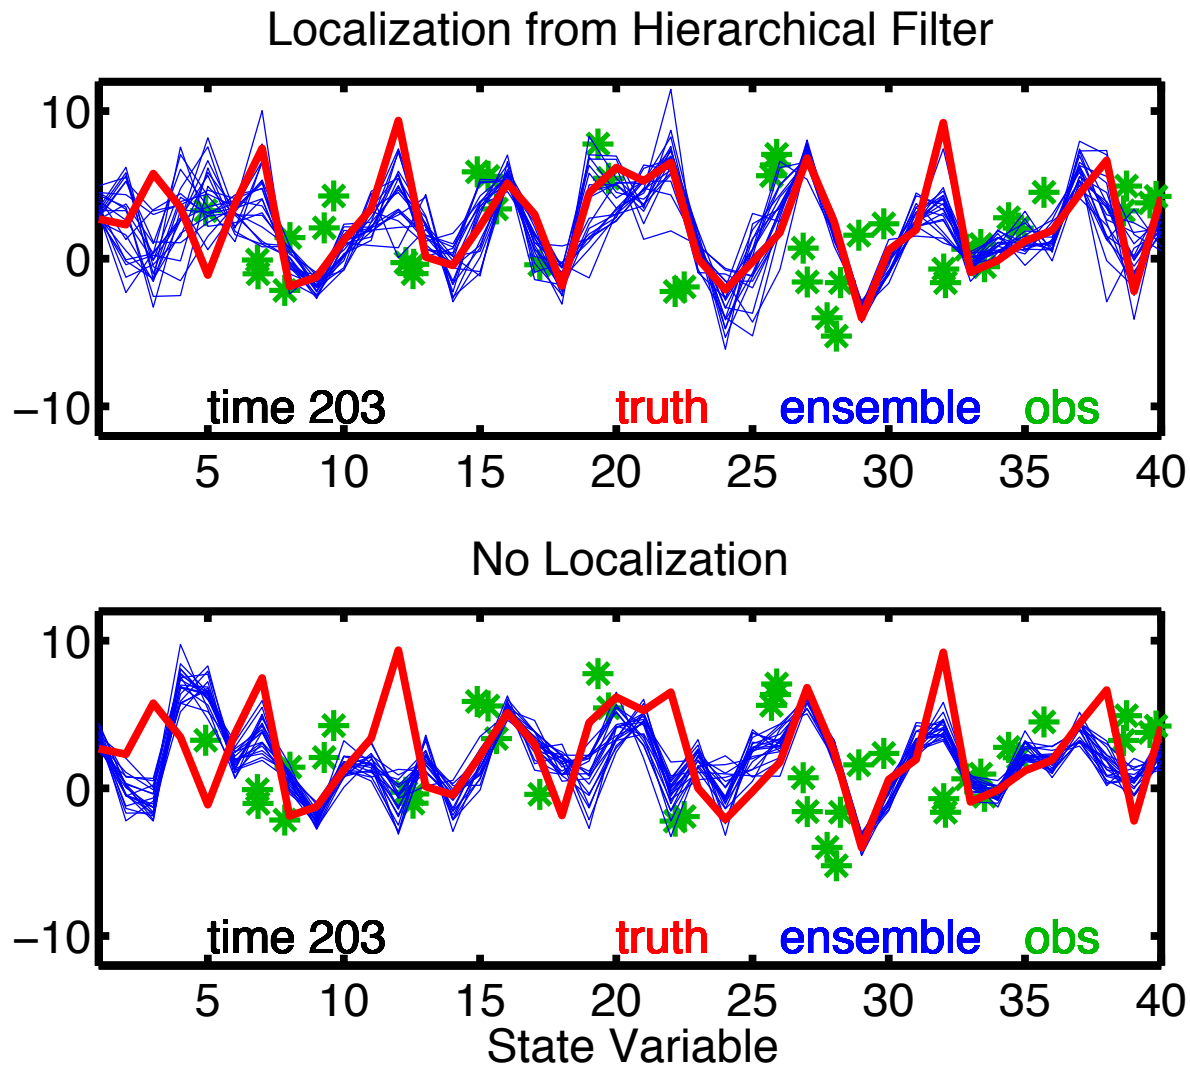 Localization from Hierarchical Filter
10
0
−10
time 203 truth ensemble obs
5 10 15 20 25 30 35 40
No Localization
10
0
−10
time 203 truth ensemble obs
5 10 15 20 25 30 35 40
State Variable